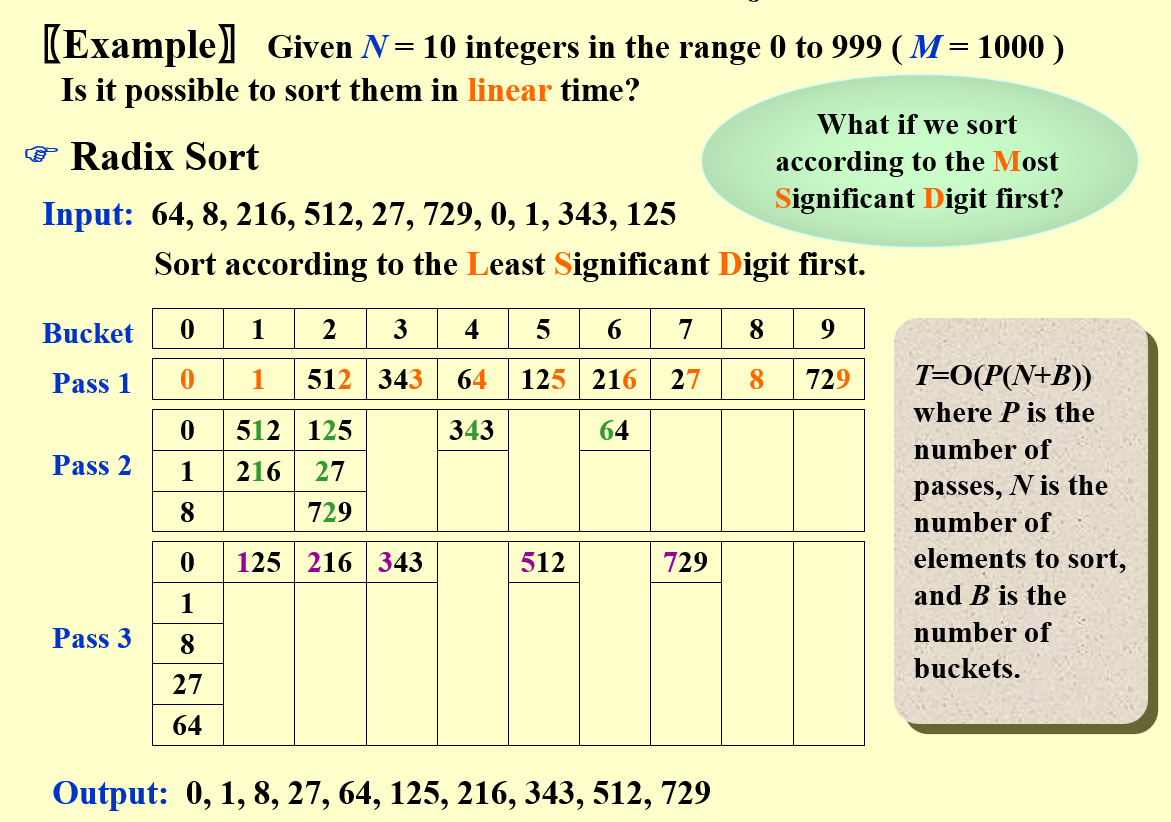 〖Example〗 Given N = 10 integers in the range 0 to 999 ( M = 1000 )
Is it possible to sort them in linear time?
What if we sort
according to the Most
Significant Digit first?
☞ Radix Sort
Input: 64, 8, 216, 512, 27, 729, 0, 1, 343, 125
Sort according to the Least Significant Digit first.
Bucket 0 1 2 3 4 5 6 7 8 9
Pass 1 0 1 512 343 64 125 216 27 8 729
Pass 2
0 512 125 343 64
1 216 27
8 729
Pass 3
0 125 216 343 512 729
1
8
27
64
T=O(P(N+B))
where P is the
number of
passes, N is the
number of
elements to sort,
and B is the
number of
buckets.
Output: 0, 1, 8, 27, 64, 125, 216, 343, 512, 729